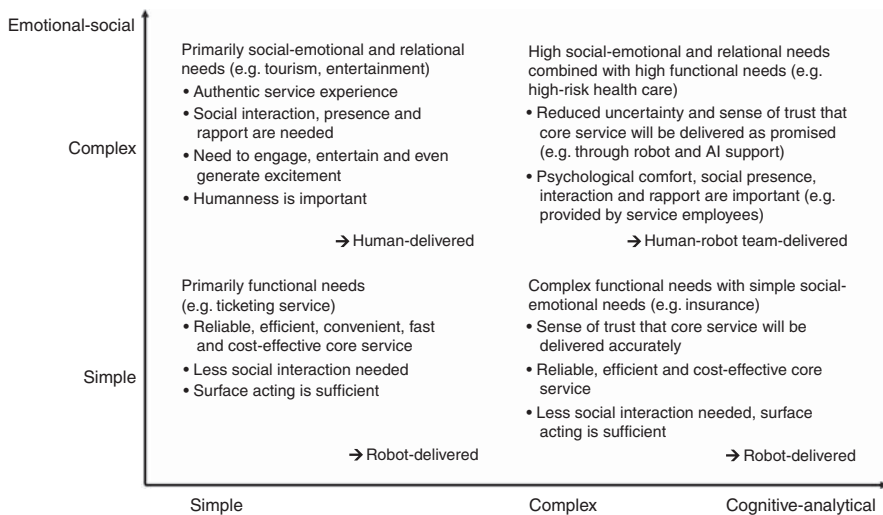 Emotional-social
Primarily social-emotional and relational
needs (e.g. tourism, entertainment)
• Authentic service experience
• Social interaction, presence and
rapport are needed
• Need to engage, entertain and even
generate excitement
• Humanness is important
→ Human-delivered
High social-emotional and relational needs
combined with high functional needs (e.g.
high-risk health care)
• Reduced uncertainty and sense of trust that
core service will be delivered as promised
(e.g. through robot and AI support)
• Psychological comfort, social presence,
interaction and rapport are important (e.g.
provided by service employees)
→ Human-robot team-delivered
Complex
Primarily functional needs
(e.g. ticketing service)
• Reliable, efficient, convenient, fast
and cost-effective core service
• Less social interaction needed
• Surface acting is sufficient
→ Robot-delivered
Complex functional needs with simple social-
emotional needs (e.g. insurance)
• Sense of trust that core service will be
delivered accurately
• Reliable, efficient and cost-effective core
service
• Less social interaction needed, surface
acting is sufficient
→ Robot-delivered
Simple
Simple
Complex
Cognitive-analytical